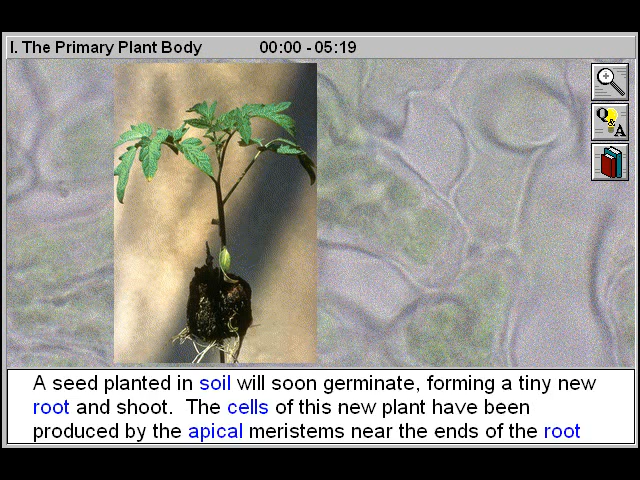 I. The Primary Plant Body 00:00 - 05:19
Q&A
A seed planted in soil will soon germinate, forming a tiny new
root and shoot. The cells of this new plant have been
produced by the apical meristems near the ends of the root